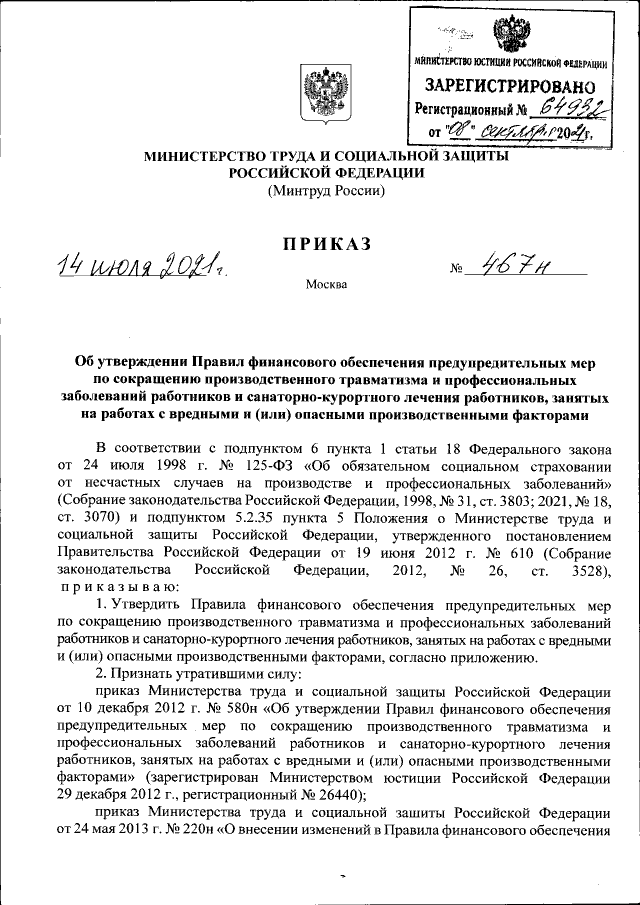 МИНИСТЕРСТВО ЮСТИЦИИ РОССИЙСКОЙ ФЕДЕРАЦИИ
ЗАРЕГИСТРИРОВАНО
Регистрационный № 64932
от "08" сентября 2021г.
МИНИСТЕРСТВО ТРУДА И СОЦИАЛЬНОЙ ЗАЩИТЫ
РОССИЙСКОЙ ФЕДЕРАЦИИ
(Минтруд России)
ПРИКАЗ
14 июля 2021г.
№ 467н
Москва
Об утверждении Правил финансового обеспечения предупредительных мер
по сокращению производственного травматизма и профессиональных
заболеваний работников и санаторно-курортного лечения работников, занятых
на работах с вредными и (или) опасными производственными факторами
В соответствии с подпунктом 6 пункта 1 статьи 18 Федерального закона
от 24 июля 1998 г. № 125-ФЗ «Об обязательном социальном страховании
от несчастных случаев на производстве и профессиональных заболеваний»
(Собрание законодательства Российской Федерации, 1998, № 31, ст. 3803; 2021, № 18,
ст. 3070) и подпунктом 5.2.35 пункта 5 Положения о Министерстве труда и
социальной защиты Российской Федерации, утвержденного постановлением
Правительства Российской Федерации от 19 июня 2012 г. № 610 (Собрание
законодательства Российской Федерации, 2012, № 26, ст. 3528),
приказываю:
1. Утвердить Правила финансового обеспечения предупредительных мер
по сокращению производственного травматизма и профессиональных заболеваний
работников и санаторно-курортного лечения работников, занятых на работах с вредными
и (или) опасными производственными факторами, согласно приложению.
2. Признать утратившими силу:
приказ Министерства труда и социальной защиты Российской Федерации
от 10 декабря 2012 г. № 580н «Об утверждении Правил финансового обеспечения
предупредительных мер по сокращению производственного травматизма и
профессиональных заболеваний работников и санаторно-курортного лечения
работников, занятых на работах с вредными и (или) опасными производственными
факторами» (зарегистрирован Министерством юстиции Российской Федерации
29 декабря 2012 г., регистрационный № 26440);
приказ Министерства труда и социальной защиты Российской Федерации
от 24 мая 2013 г. № 220н «О внесении изменений в Правила финансового обеспечения